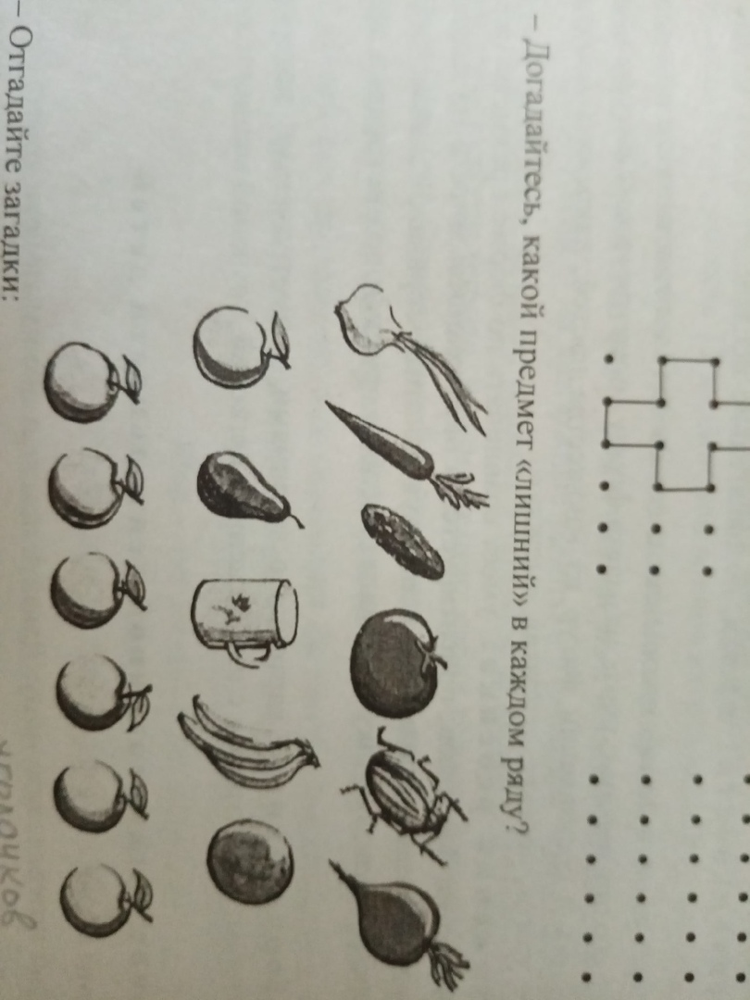 – Догадайтесь, какой предмет «лишний» в каждом ряду?
– Отгадайте загадки: